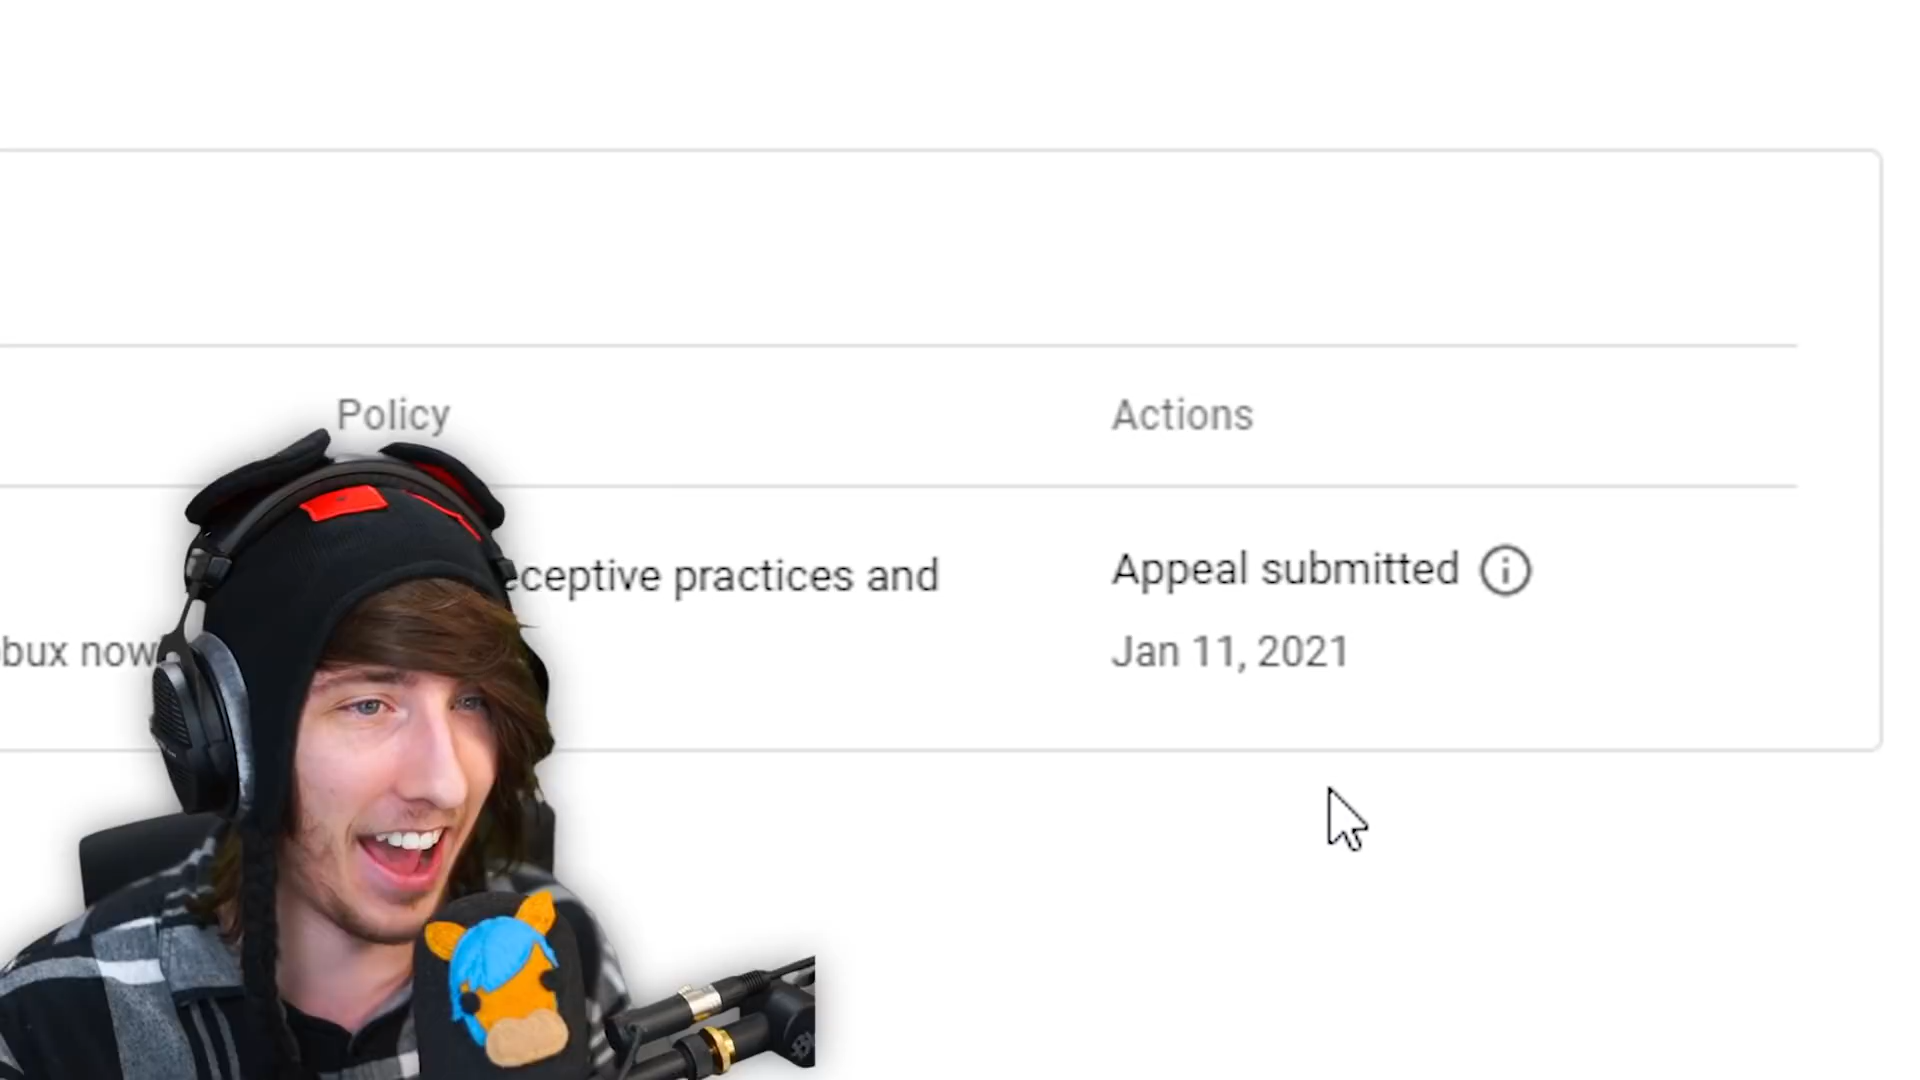 Policy
Actions
eceptive practices and
Appeal submitted
bux now
Jan 11, 2021